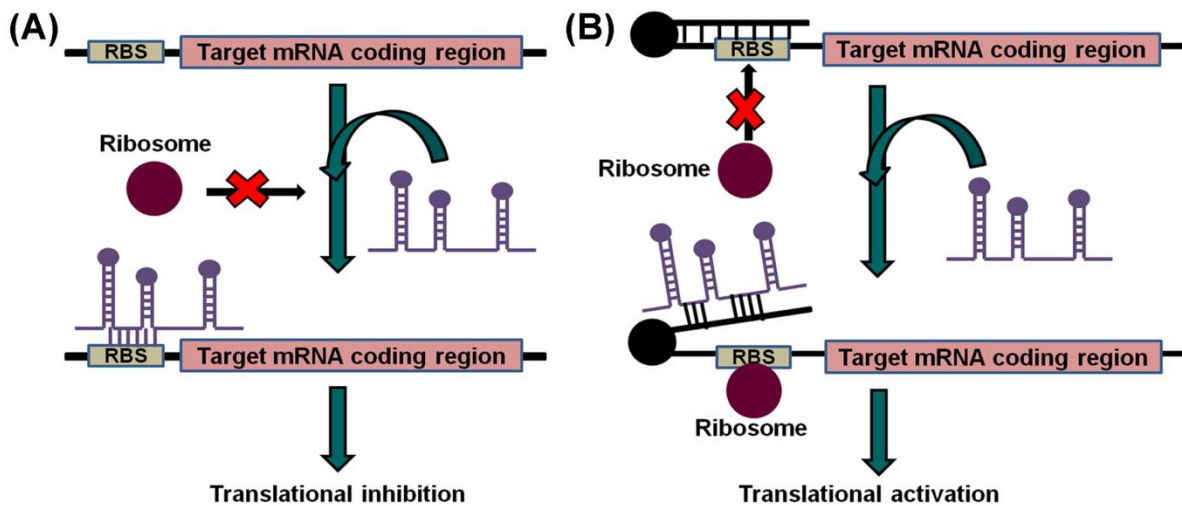 (A)
RBS
Target mRNA coding region
Ribosome
RBS
Target mRNA coding region
Translational inhibition
(B)
RBS
Target mRNA coding region
Ribosome
RBS
Target mRNA coding region
Ribosome
Translational activation